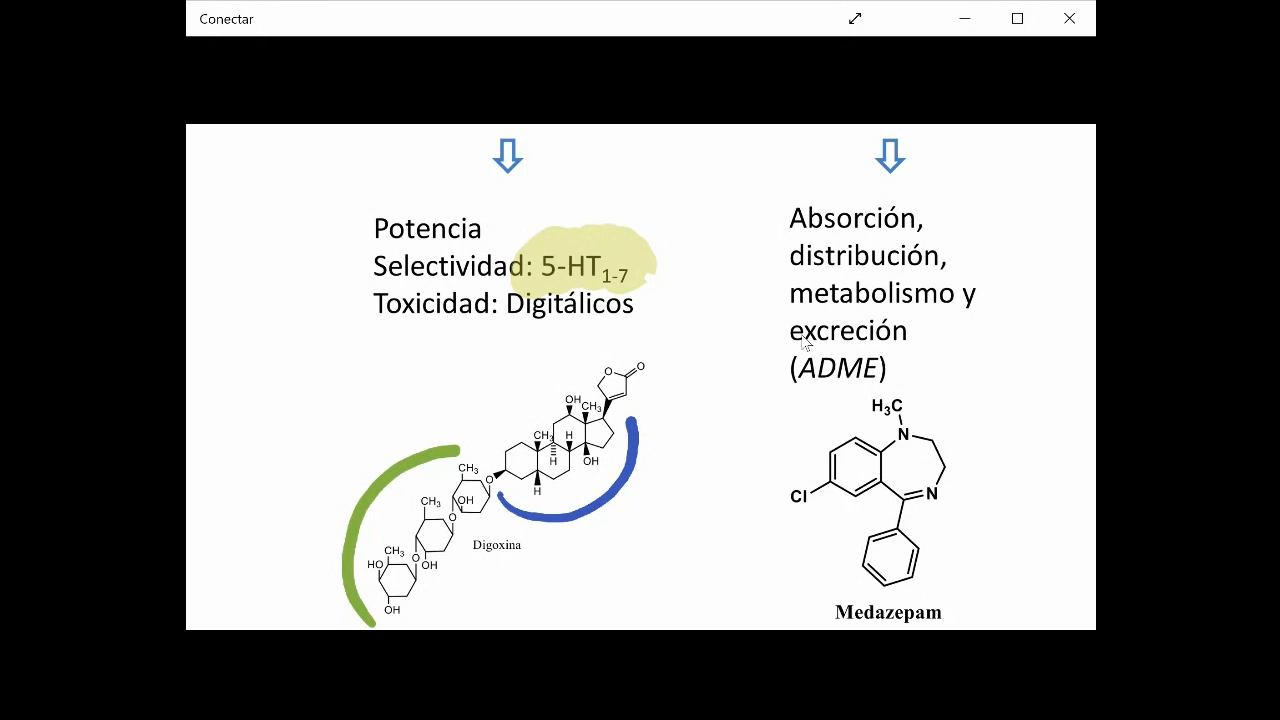 Conectar
Potencia
Selectividad: 5-HT1-7
Toxicidad: Digitálicos
Absorción,
distribución,
metabolismo y
excreción
(ADME)
O
O
OH
CH3
CH3
H
H
OH
H
CH3
O
OH
CH3
O
Digoxina
CH3
O
OH
HO
OH
H3C
N
Cl
N
Medazepam